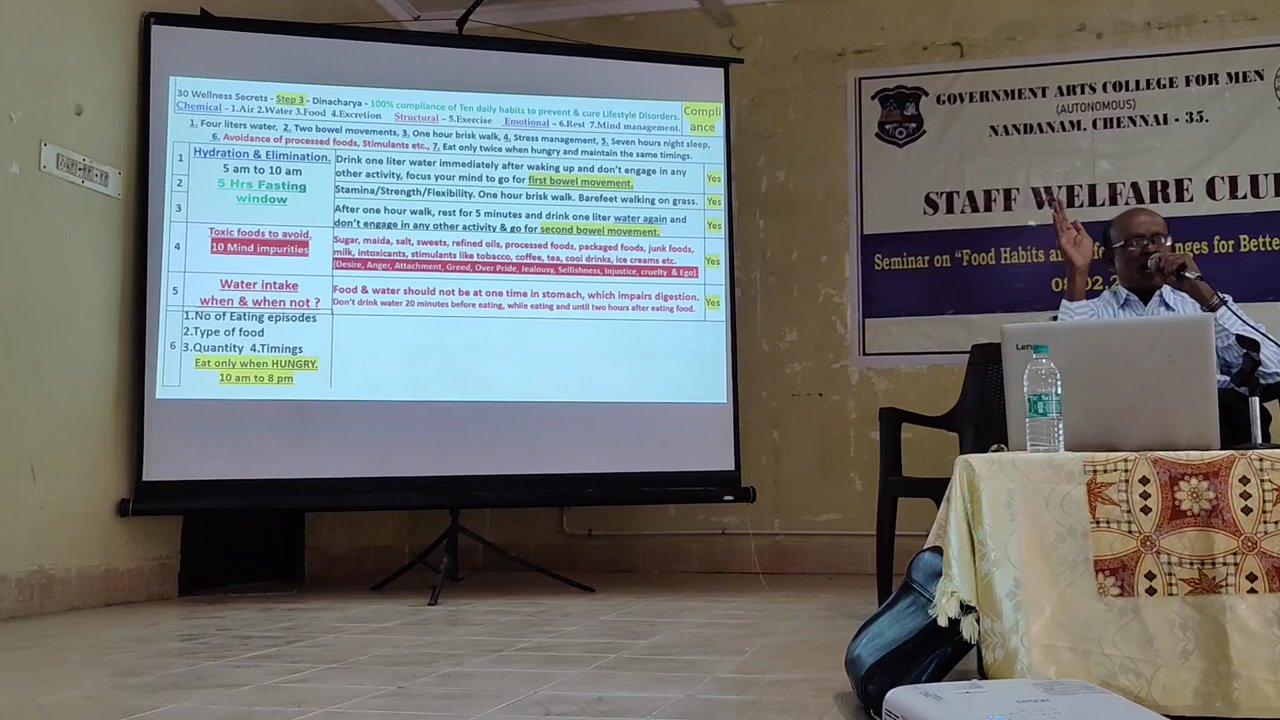 30 Wellness Secrets - Step 3 - Dinacharya - 100% compliance of Ten daily habits to prevent & cure Lifestyle Disorders.
Chemical - 1.Air 2.Water 3.Food 4.Excretion Structural - 5.Exercise Emotional - 6.Rest 7.Mind management.
Compli
ance
1. Four liters water, 2. Two bowel movements, 3. One hour brisk walk, 4, Stress management, 5. Seven hours night sleep,
6. Avoidance of processed foods, Stimulants etc., 7. Eat only twice when hungry and maintain the same timings.
1
Hydration & Elimination.
5 am to 10 am
5 Hrs Fasting
window
Drink one liter water immediately after waking up and don't engage in any
other activity, focus your mind to go for first bowel movement.
Yes
2
Stamina/Strength/Flexibility. One hour brisk walk. Barefeet walking on grass.
Yes
3
After one hour walk, rest for 5 minutes and drink one liter water again and
don't engage in any other activity & go for second bowel movement.
Yes
4
Toxic foods to avoid.
10 Mind impurities
Sugar, maida, salt, sweets, refined oils, processed foods, packaged foods, junk foods,
milk, intoxicants, stimulants like tobacco, coffee, tea, cool drinks, ice creams etc.
(Desire, Anger, Attachment, Greed, Over Pride, Jealousy, Selfishness, Injustice, cruelty & Ego)
Yes
5
Water intake
when & when not ?
Food & water should not be at one time in stomach, which impairs digestion.
Don't drink water 20 minutes before eating, while eating and until two hours after eating food.
Yes
6
1.No of Eating episodes
2.Type of food
3.Quantity 4.Timings
Eat only when HUNGRY.
10 am to 8 pm
GOVERNMENT ARTS COLLEGE FOR MEN
(AUTONOMOUS)
NANDANAM, CHENNAI - 35.
STAFF WELFARE CLU
Seminar on "Food Habits a nges for Bette
02.2
Len
EPSON